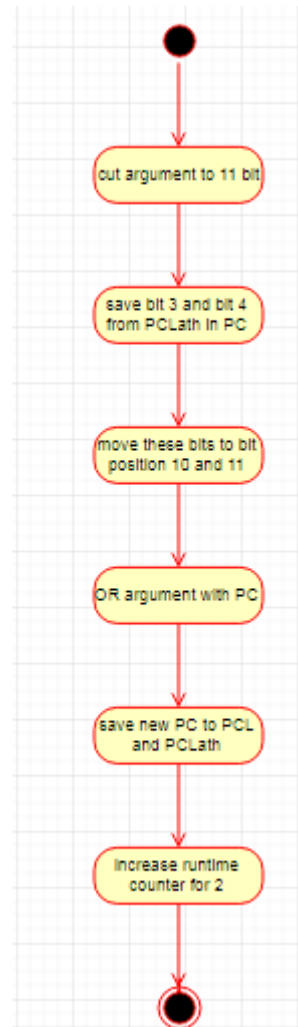 cut argument to 11 bit
save bit 3 and bit 4
from PCLath in PC
move these bits to bit
position 10 and 11
OR argument with PC
save new PC to PCL
and PCLath
Increase runtime
counter for 2